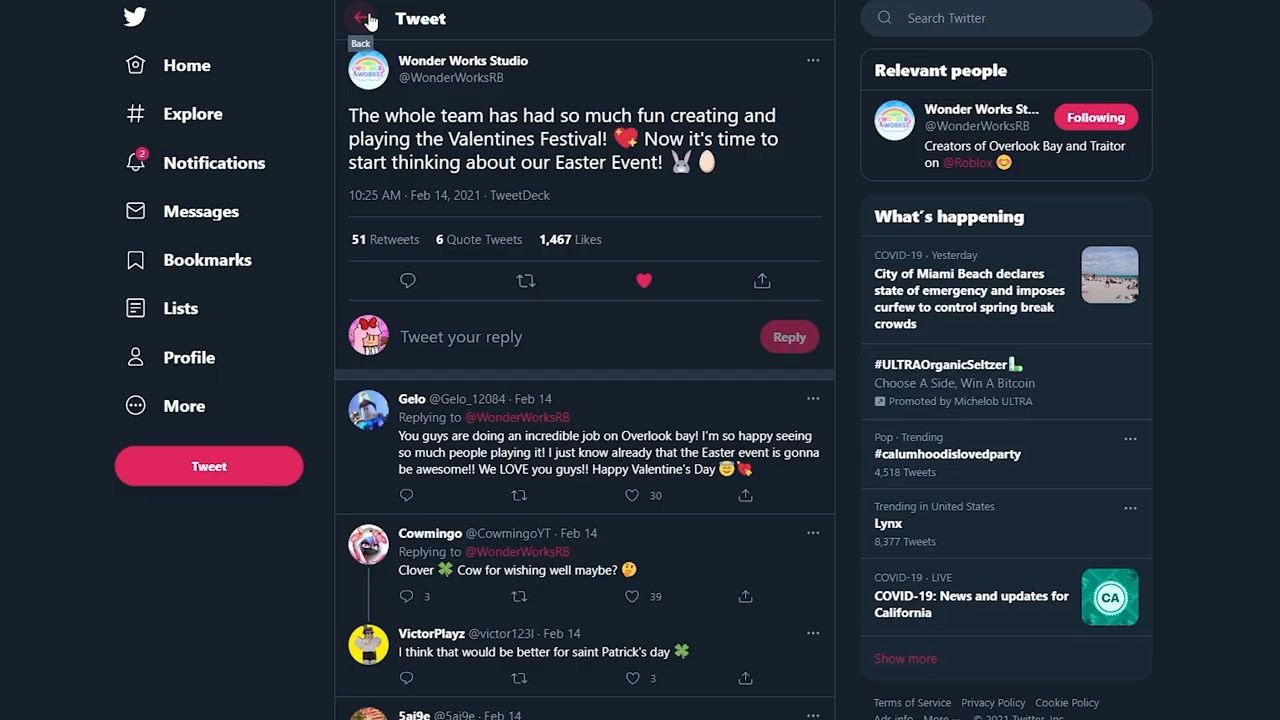 Tweet
Back
Wonder Works Studio
@WonderWorksRB
The whole team has had so much fun creating and
playing the Valentines Festival! 💖 Now it's time to
start thinking about our Easter Event! 🐰🥚
10:25 AM · Feb 14, 2021 · TweetDeck
51 Retweets 6 Quote Tweets 1,467 Likes
Tweet your reply
Reply
Gelo @Gelo_12084 · Feb 14
Replying to @WonderWorksRB
You guys are doing an incredible job on Overlook bay! I'm so happy seeing
so much people playing it! I just know already that the Easter event is gonna
be awesome!! We LOVE you guys!! Happy Valentine's Day 😇💘
30
Cowmingo @CowmingoYT · Feb 14
Replying to @WonderWorksRB
Clover 🍀 Cow for wishing well maybe? 🤔
3 39
VictorPlayz @victor123l · Feb 14
I think that would be better for saint Patrick's day 🍀
3
5ai9e @5ai9e · Feb 14
Home
Explore
2
Notifications
Messages
Bookmarks
Lists
Profile
More
Tweet
Search Twitter
Relevant people
Wonder Works St...
@WonderWorksRB
Following
Creators of Overlook Bay and Traitor
on @Roblox 😊
What's happening
COVID-19 · Yesterday
City of Miami Beach declares
state of emergency and imposes
curfew to control spring break
crowds
#ULTRAOrganicSeltzer
Choose A Side, Win A Bitcoin
Promoted by Michelob ULTRA
Pop · Trending
#calumhoodislovedparty
4,518 Tweets
Trending in United States
Lynx
8,377 Tweets
COVID-19 · LIVE
COVID-19: News and updates for
California
CA
Show more
Terms of Service Privacy Policy Cookie Policy
Ads info More ··· © 2021 Twitter, Inc.